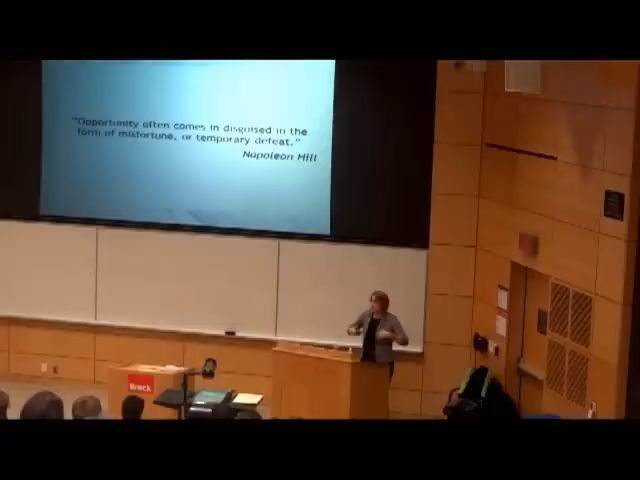 "Opportunity often comes in disguised in the
form of misfortune, or temporary defeat."
Napoleon Hill
Brock